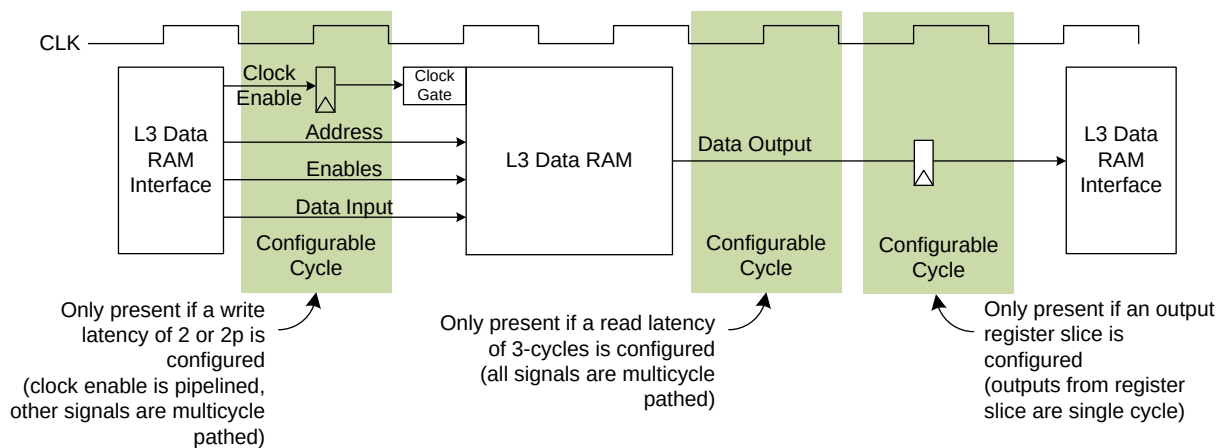 CLK
Clock
Enable
Clock
Gate
L3 Data
RAM
Interface
Address
Enables
Data Input
L3 Data RAM
Data Output
L3 Data
RAM
Interface
Configurable
Cycle
Configurable
Cycle
Configurable
Cycle
Only present if a write
latency of 2 or 2p is
configured
(clock enable is pipelined,
other signals are multicycle
pathed)
Only present if a read latency
of 3-cycles is configured
(all signals are multicycle
pathed)
Only present if an output
register slice is
configured
(outputs from register
slice are single cycle)